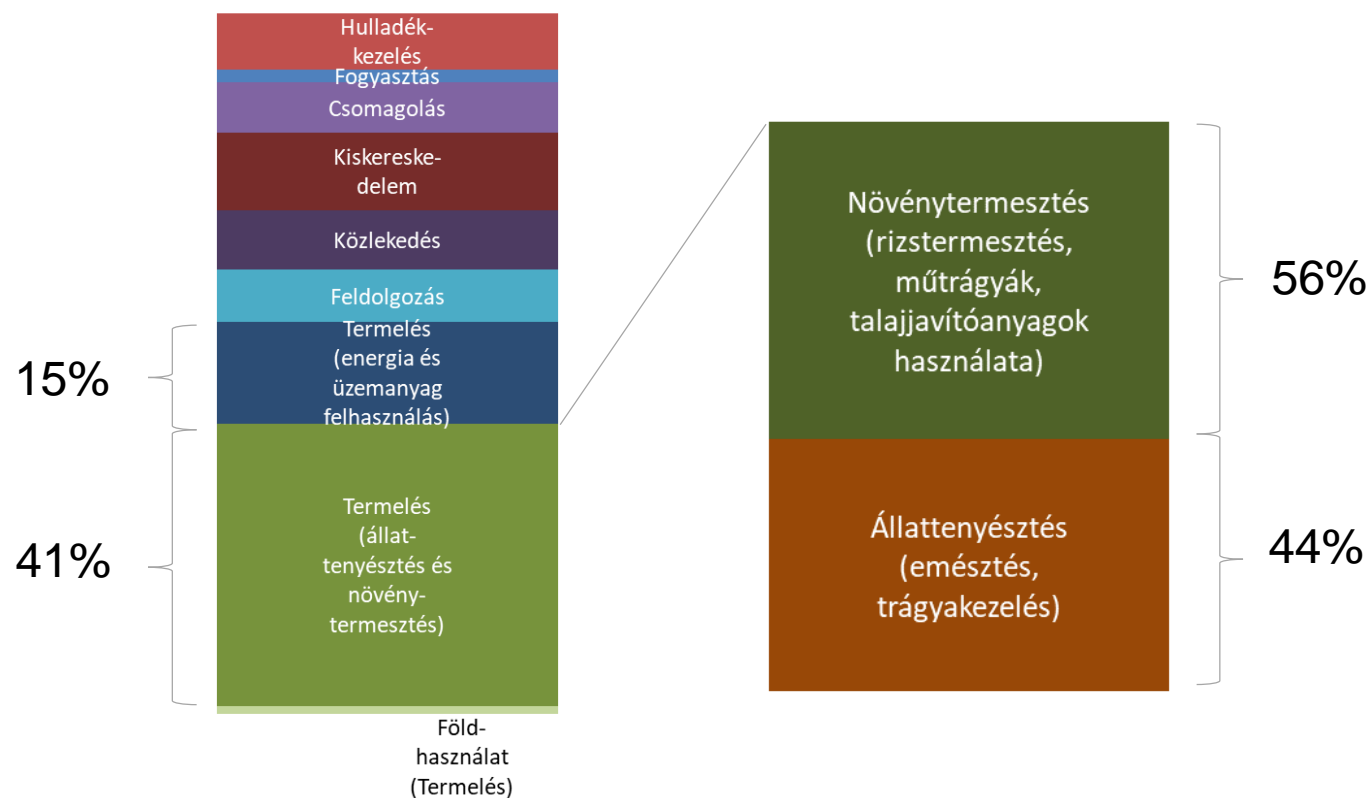 Hulladék-
kezelés
Fogyasztás
Csomagolás
Kiskereske-
delem
Közlekedés
Feldolgozás
Termelés
(energia és
üzemanyag
felhasználás)
15%
Termelés
(állat-
tenyésztés és
növény-
termesztés)
41%
Föld-
használat
(Termelés)
Növénytermesztés
(rizstermesztés,
műtrágyák,
talajjavítóanyagok
használata)
56%
Állattenyésztés
(emésztés,
trágyakezelés)
44%